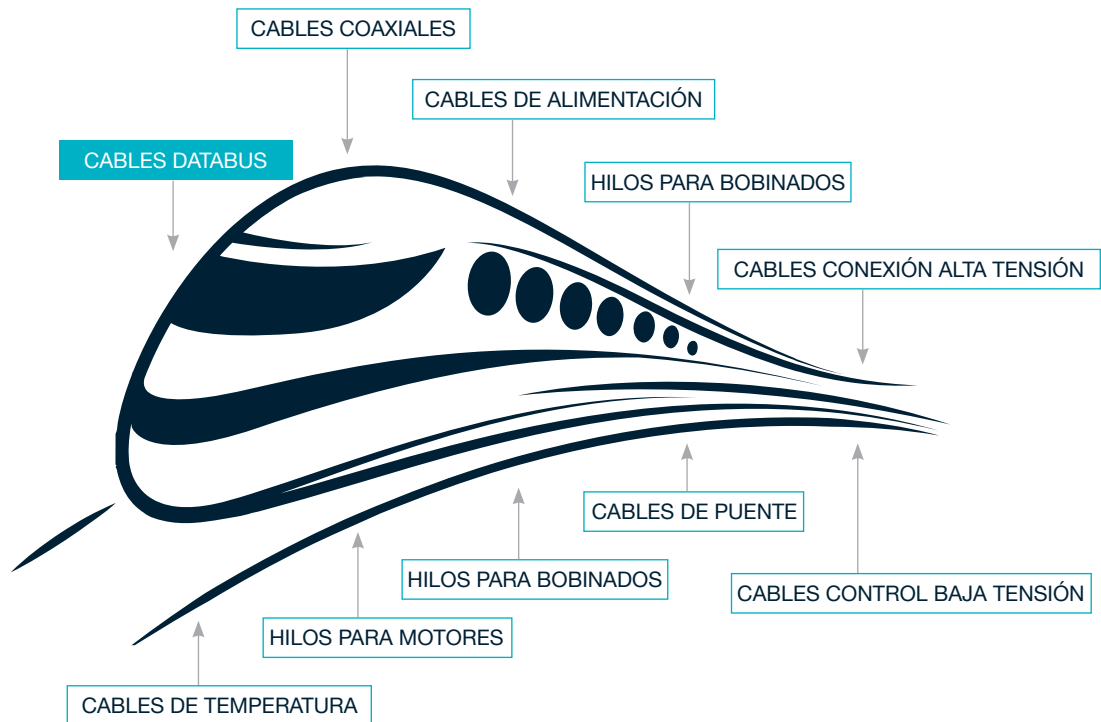 CABLES COAXIALES
CABLES DE ALIMENTACIÓN
CABLES DATABUS
HILOS PARA BOBINADOS
CABLES CONEXIÓN ALTA TENSIÓN
CABLES DE PUENTE
HILOS PARA BOBINADOS
CABLES CONTROL BAJA TENSIÓN
HILOS PARA MOTORES
CABLES DE TEMPERATURA